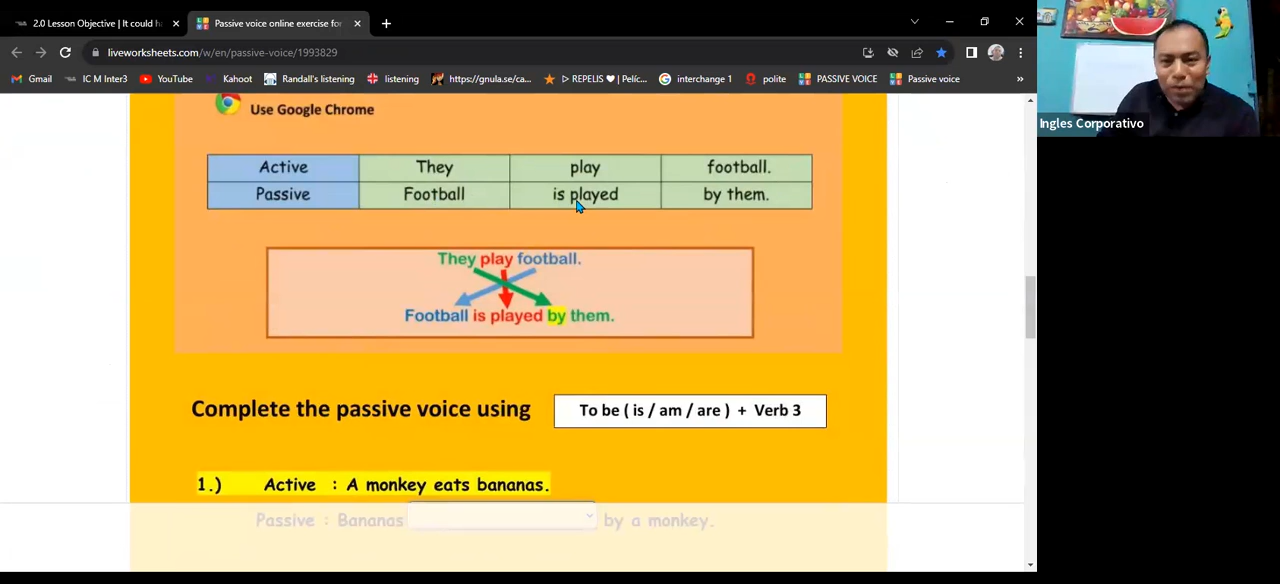 2.0 Lesson Objective | It could h
Passive voice online exercise for
liveworksheets.com/w/en/passive-voice/1993829
Gmail
IC M Inter3
YouTube
Kahoot
Randall's listening
listening
https://gnula.se/ca...
▷ REPELIS ♥ | Pelíc...
interchange 1
polite
PASSIVE VOICE
Passive voice
»
Ingles Corporativo
Use Google Chrome
Active They play football.
Passive Football is played by them.
They play football.
Football is played by them.
Complete the passive voice using To be ( is / am / are ) + Verb 3
1.) Active : A monkey eats bananas.
Passive : Bananas by a monkey.